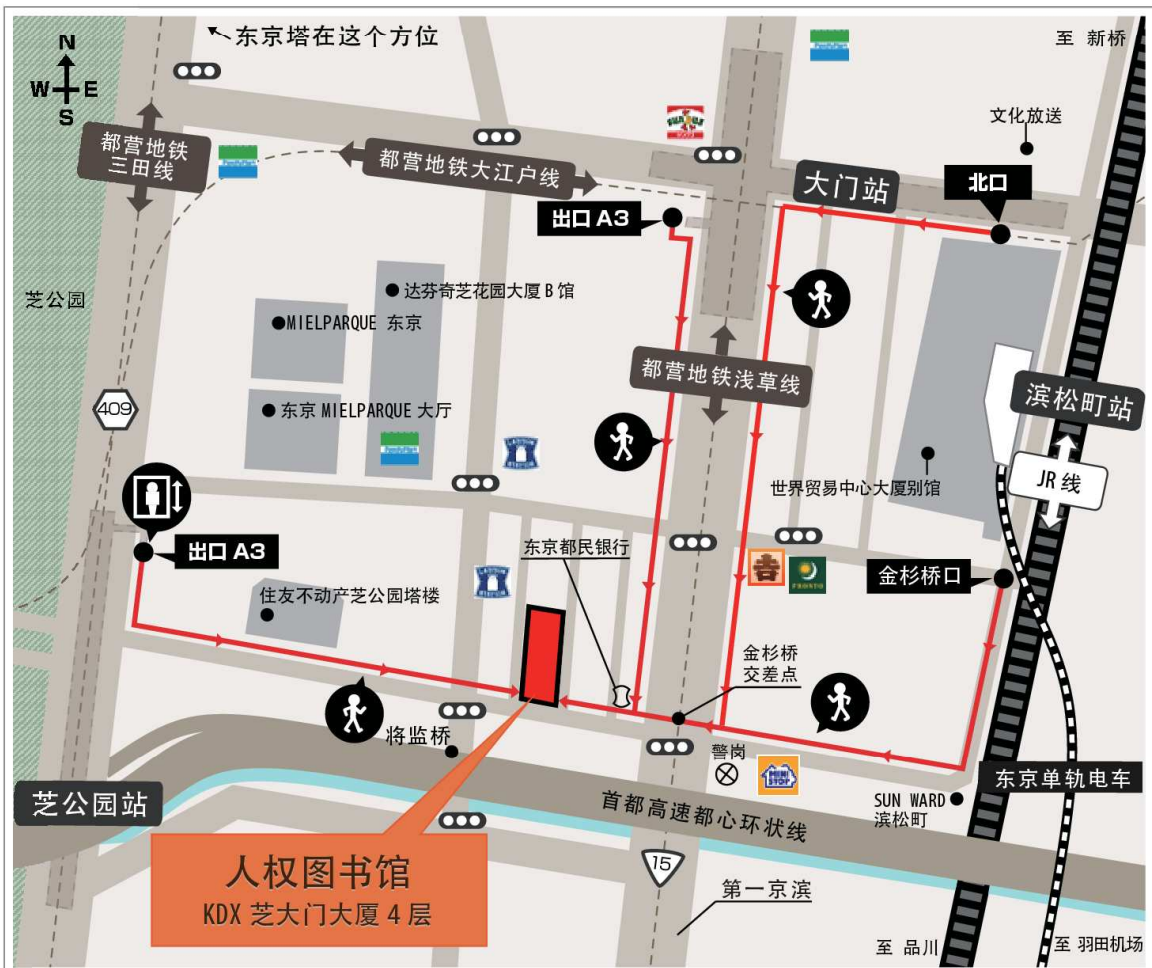 N
W E
S
东京塔在这个方位
至 新桥
文化放送
都营地铁
三田线
FamilyMart
都营地铁大江户线
大门站
北口
出口 A3
芝公园
达芬奇芝花园大厦 B 馆
MIELPARQUE 东京
都营地铁浅草线
滨松町站
409
东京 MIELPARQUE 大厅
FamilyMart
LAWSON
JR 线
世界贸易中心大厦别馆
出口 A3
东京都民银行
吉
PRONTO
金杉桥口
住友不动产芝公园塔楼
LAWSON
金杉桥
交差点
将监桥
警岗
MINI
STOP
东京单轨电车
SUN WARD
滨松町
芝公园站
首都高速都心环状线
人权图书馆
KDX 芝大门大厦 4 层
15
第一京滨
至 品川
至 羽田机场